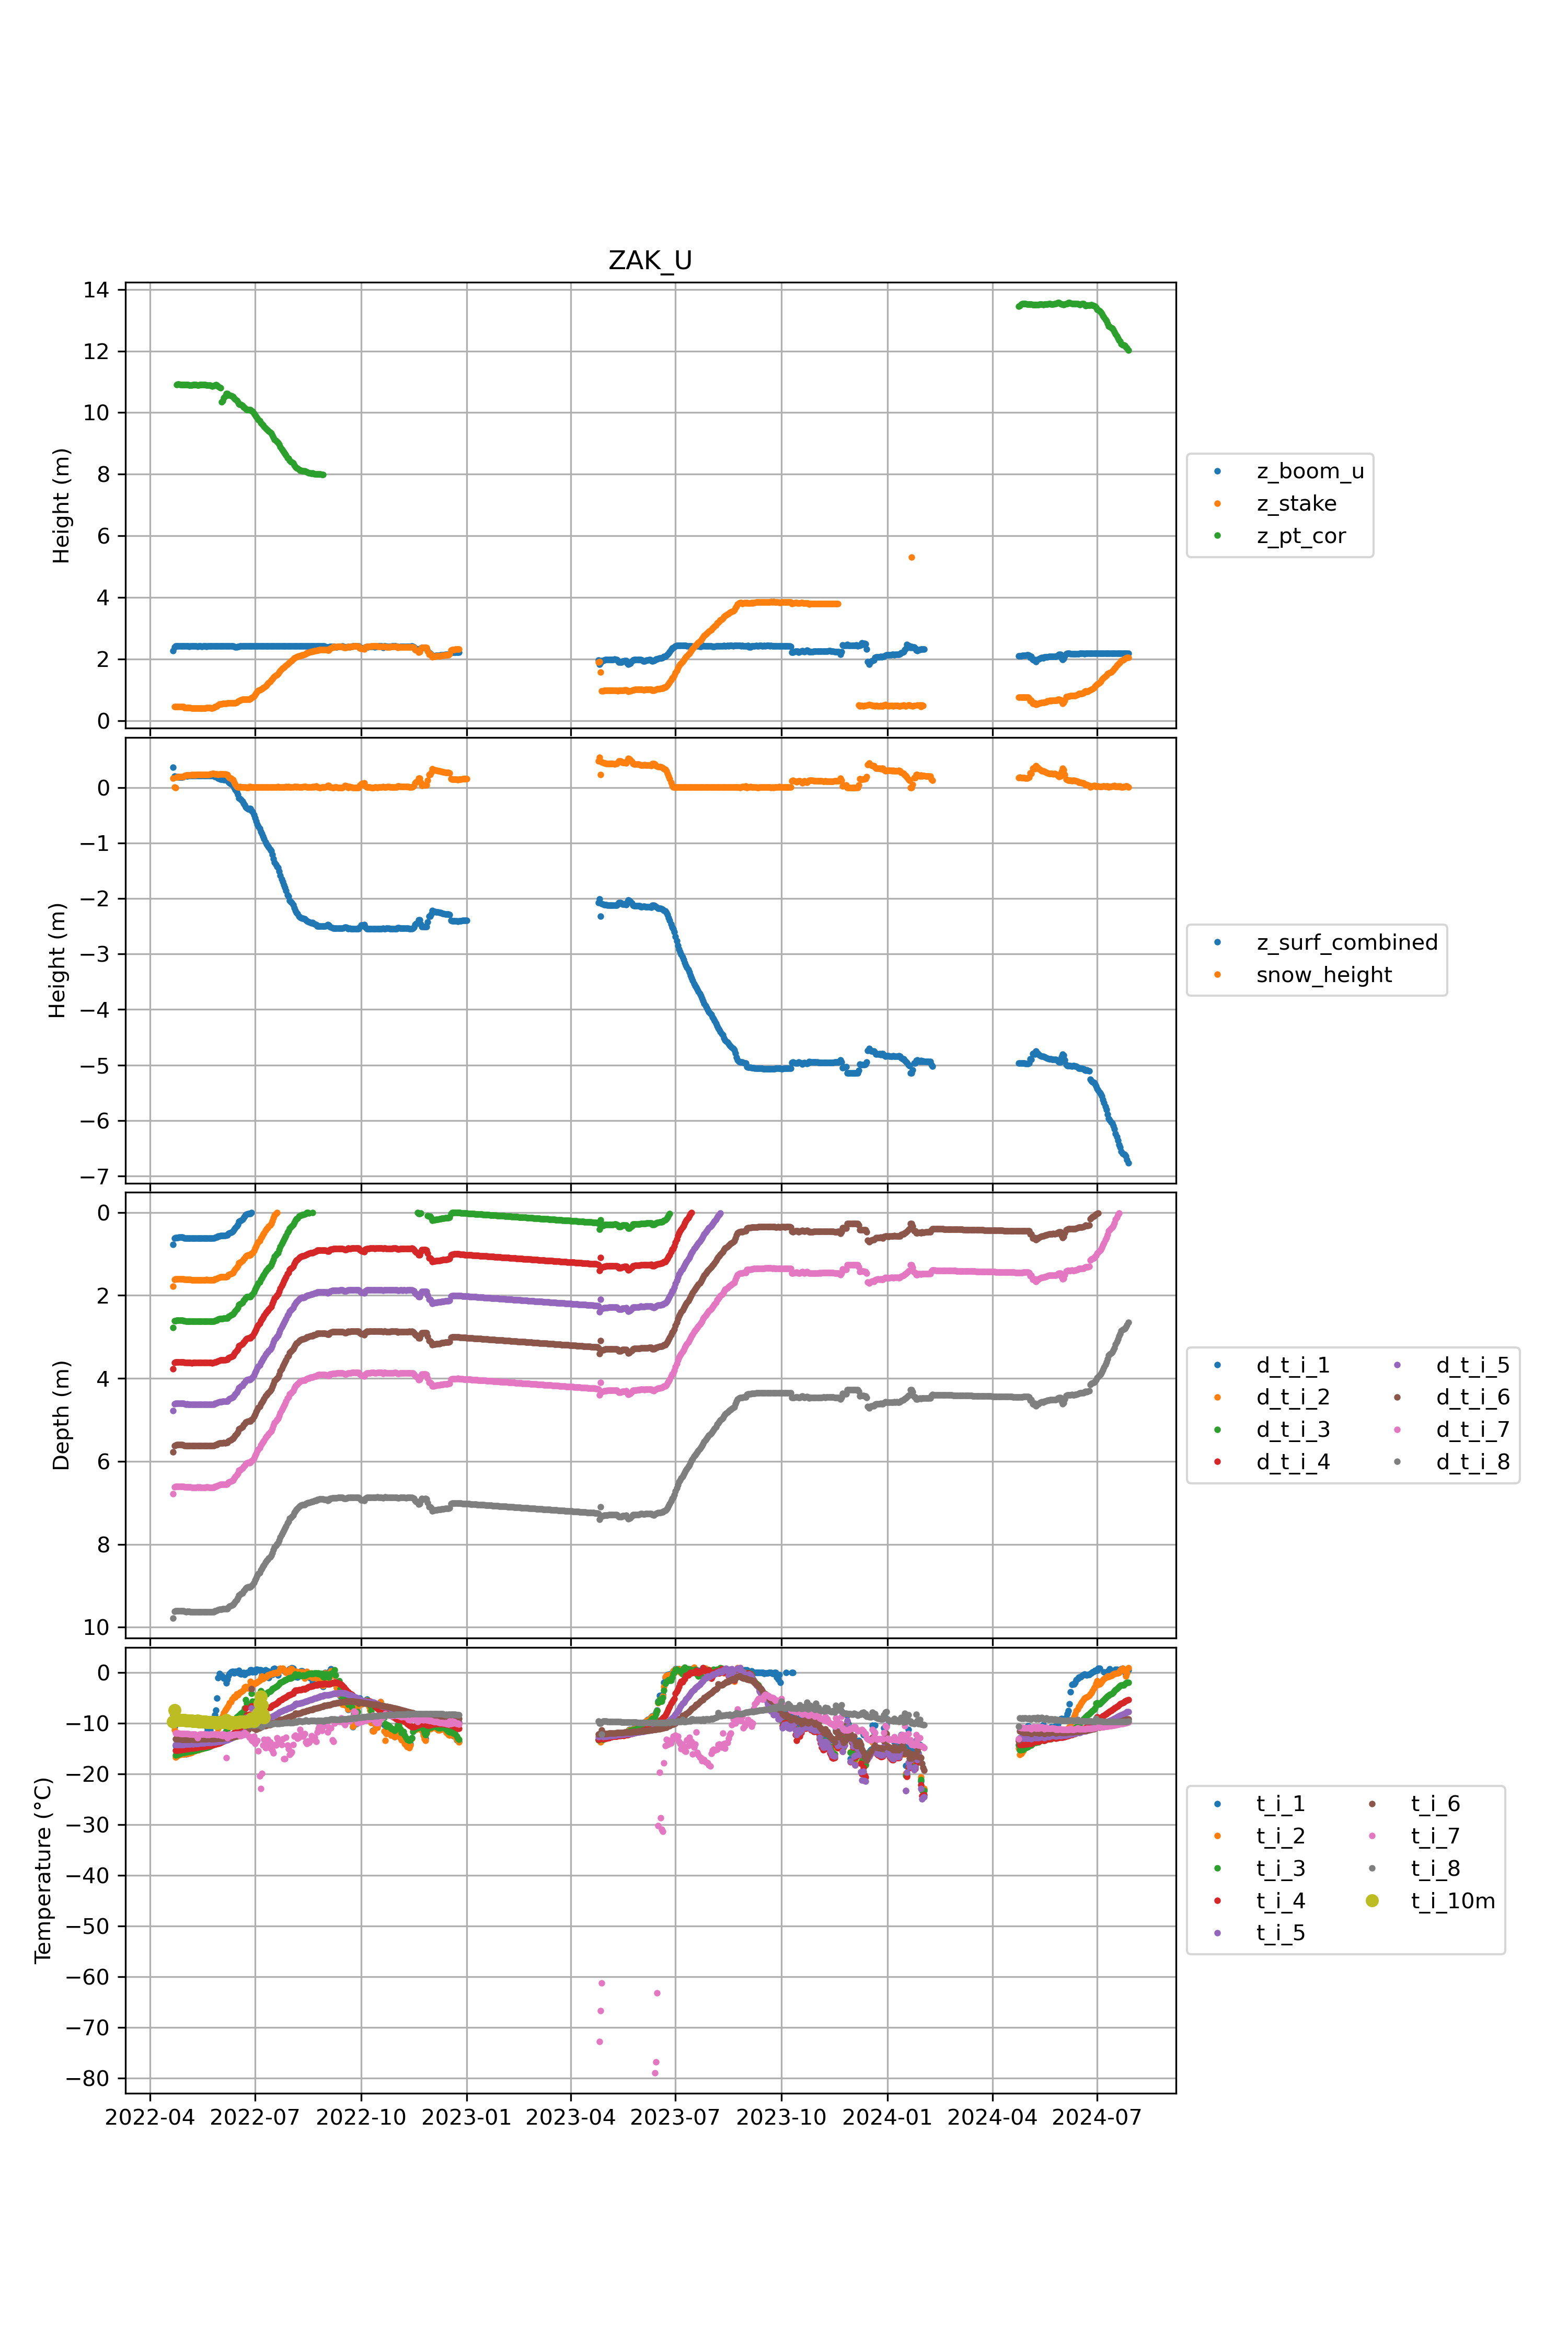 ZAK_U
14
12
10
8
6
4
2
0
Height (m)
z_boom_u
z_stake
z_pt_cor
0
−1
−2
−3
−4
−5
−6
−7
Height (m)
z_surf_combined
snow_height
0
2
4
6
8
10
Depth (m)
d_t_i_1 d_t_i_5
d_t_i_2 d_t_i_6
d_t_i_3 d_t_i_7
d_t_i_4 d_t_i_8
0
−10
−20
−30
−40
−50
−60
−70
−80
Temperature (°C)
t_i_1 t_i_6
t_i_2 t_i_7
t_i_3 t_i_8
t_i_4 t_i_10m
t_i_5
2022-04 2022-07 2022-10 2023-01 2023-04 2023-07 2023-10 2024-01 2024-04 2024-07